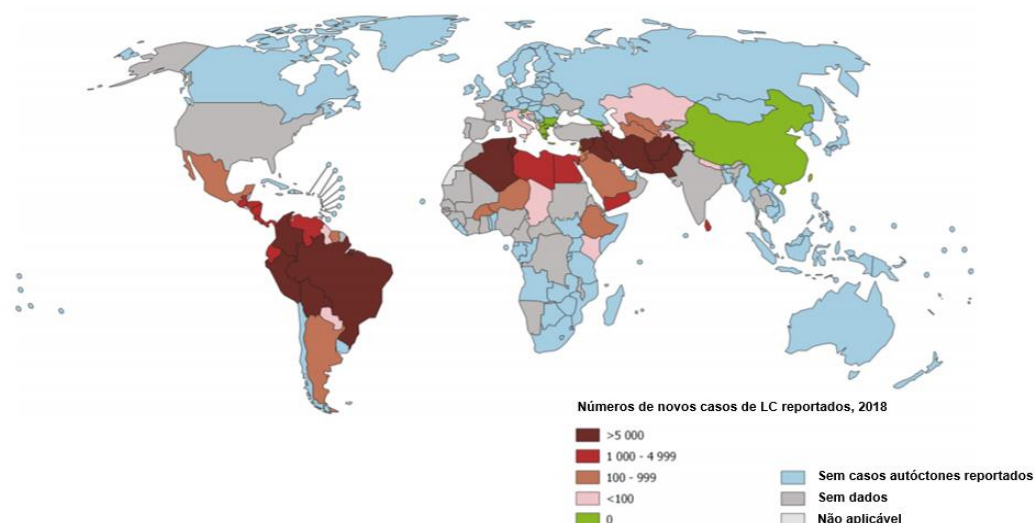 Números de novos casos de LC reportados, 2018
>5 000
1 000 - 4 999
100 - 999
<100
0
Sem casos autóctones reportados
Sem dados
Não aplicável